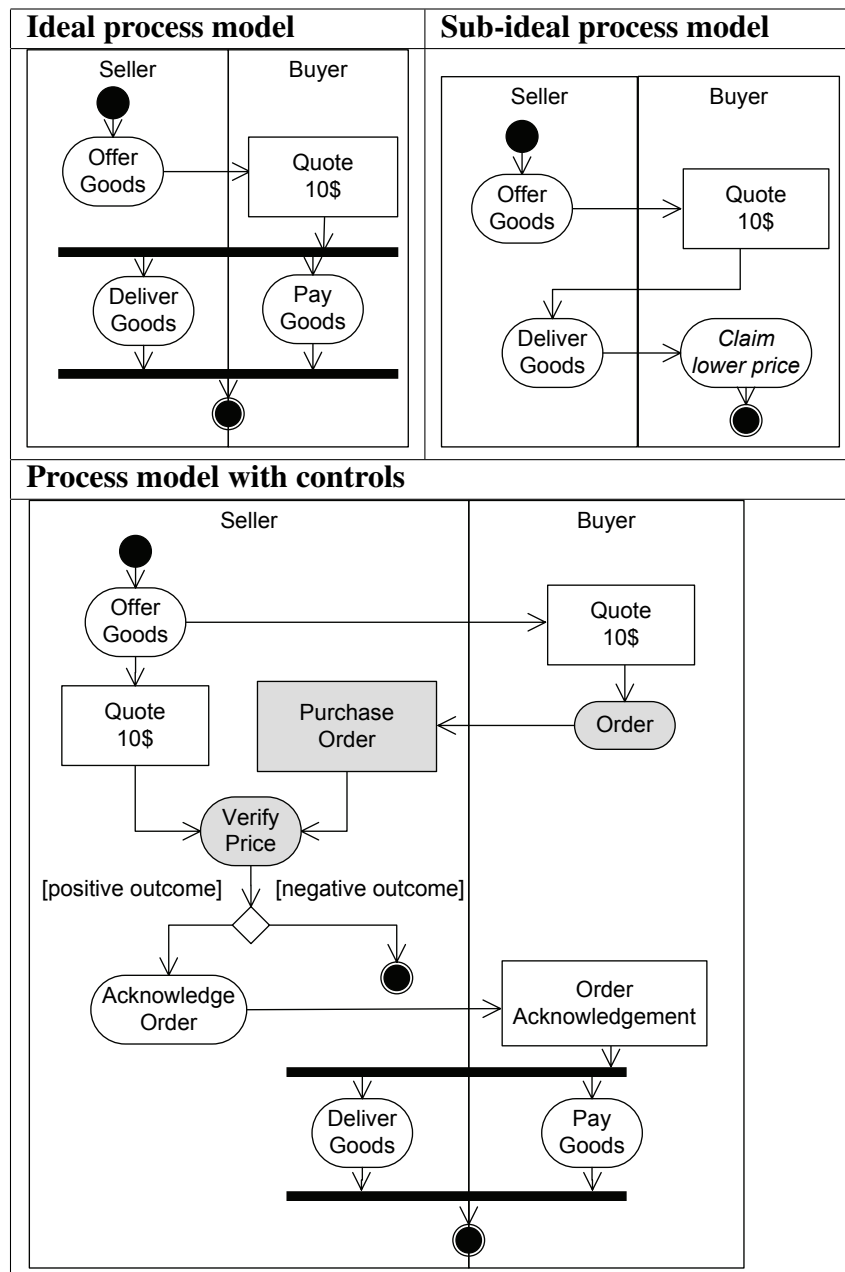 Ideal process model
Sub-ideal process model
Seller
Buyer
Offer
Goods
Quote
10$
Deliver
Goods
Pay
Goods
Seller
Buyer
Offer
Goods
Quote
10$
Deliver
Goods
Claim
lower price
Process model with controls
Seller
Buyer
Offer
Goods
Quote
10$
Quote
10$
Purchase
Order
Order
Verify
Price
[positive outcome]
[negative outcome]
Acknowledge
Order
Order
Acknowledgement
Deliver
Goods
Pay
Goods